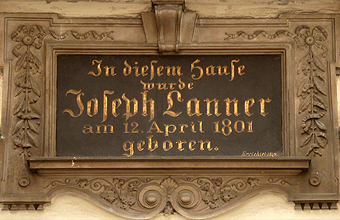 In diesem Hause
wurde
Joseph Lanner
am 12. April 1801
geboren.